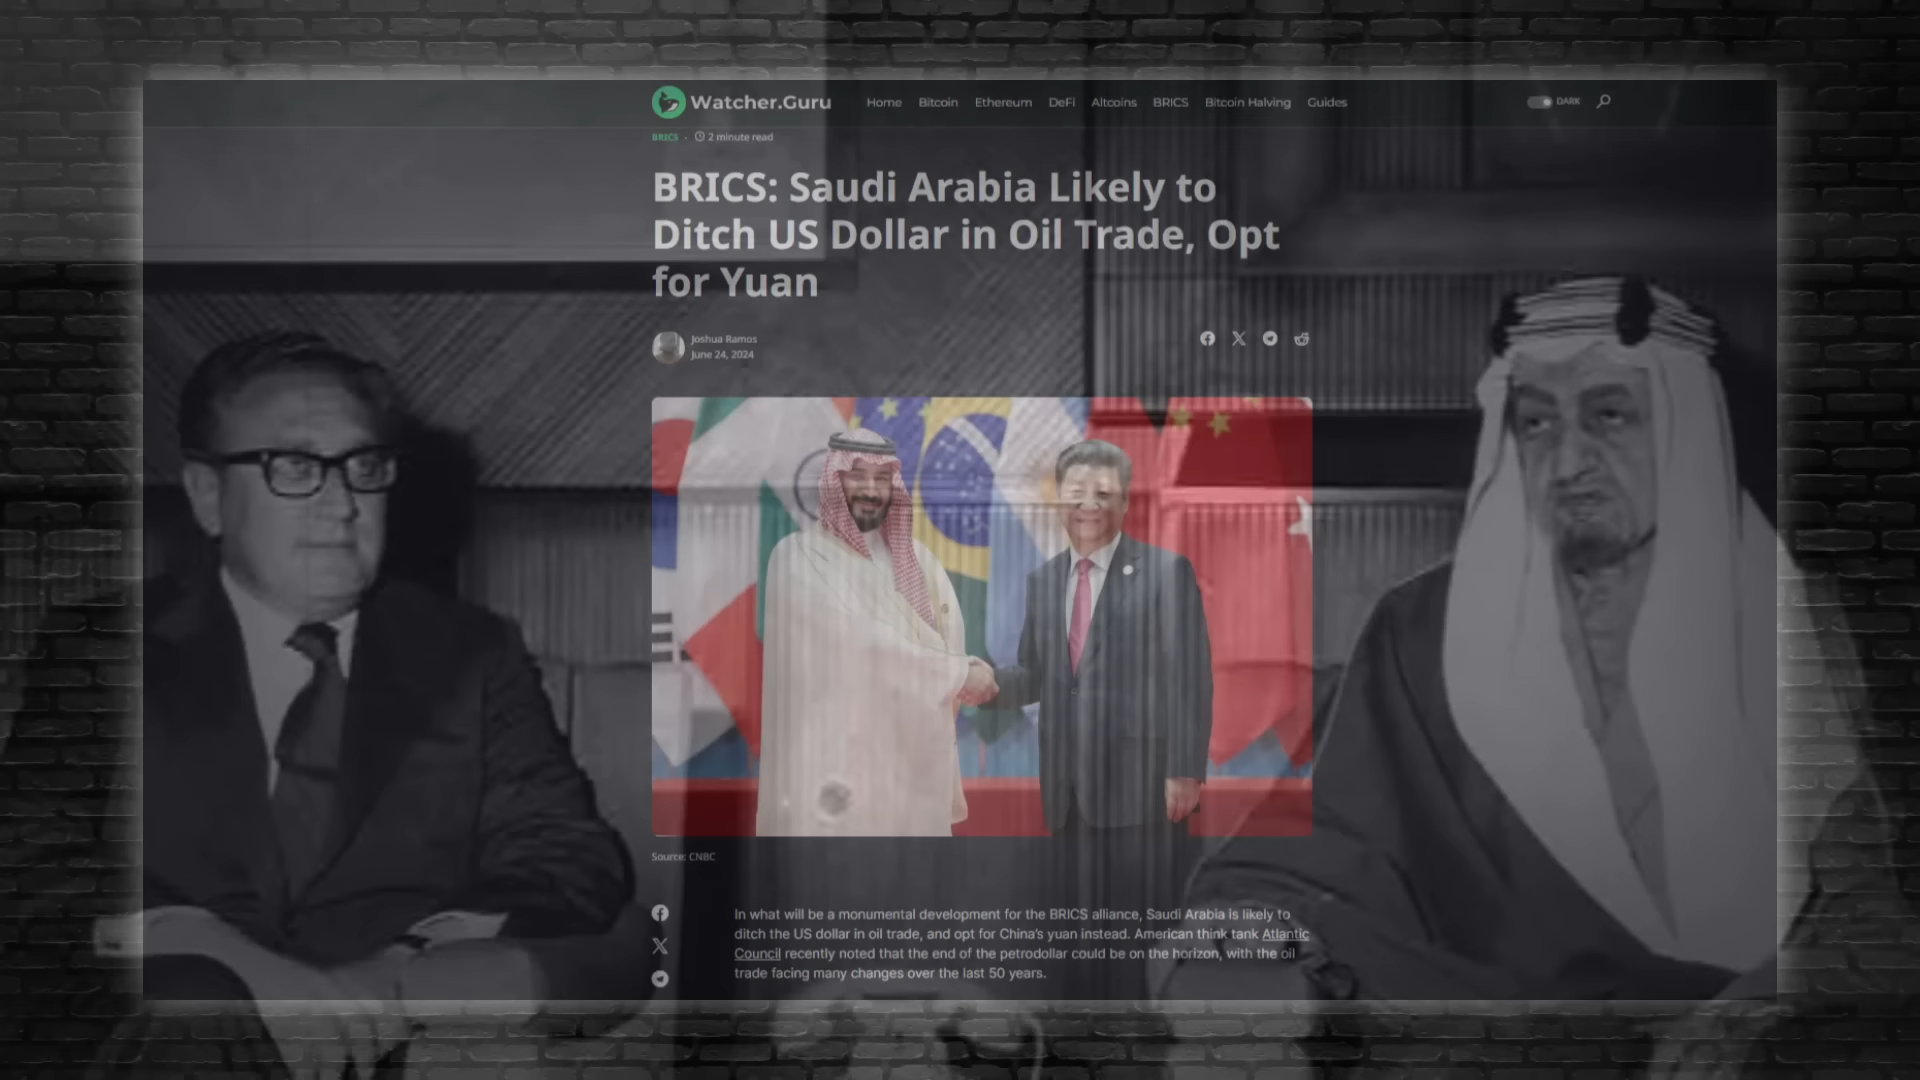 Watcher.Guru
Home Bitcoin Ethereum DeFi Altcoins BRICS Bitcoin Halving Guides
DARK
BRICS · 2 minute read
BRICS: Saudi Arabia Likely to
Ditch US Dollar in Oil Trade, Opt
for Yuan
Joshua Ramos
June 24, 2024
Source: CNBC
In what will be a monumental development for the BRICS alliance, Saudi Arabia is likely to
ditch the US dollar in oil trade, and opt for China's yuan instead. American think tank Atlantic
Council recently noted that the end of the petrodollar could be on the horizon, with the oil
trade facing many changes over the last 50 years.